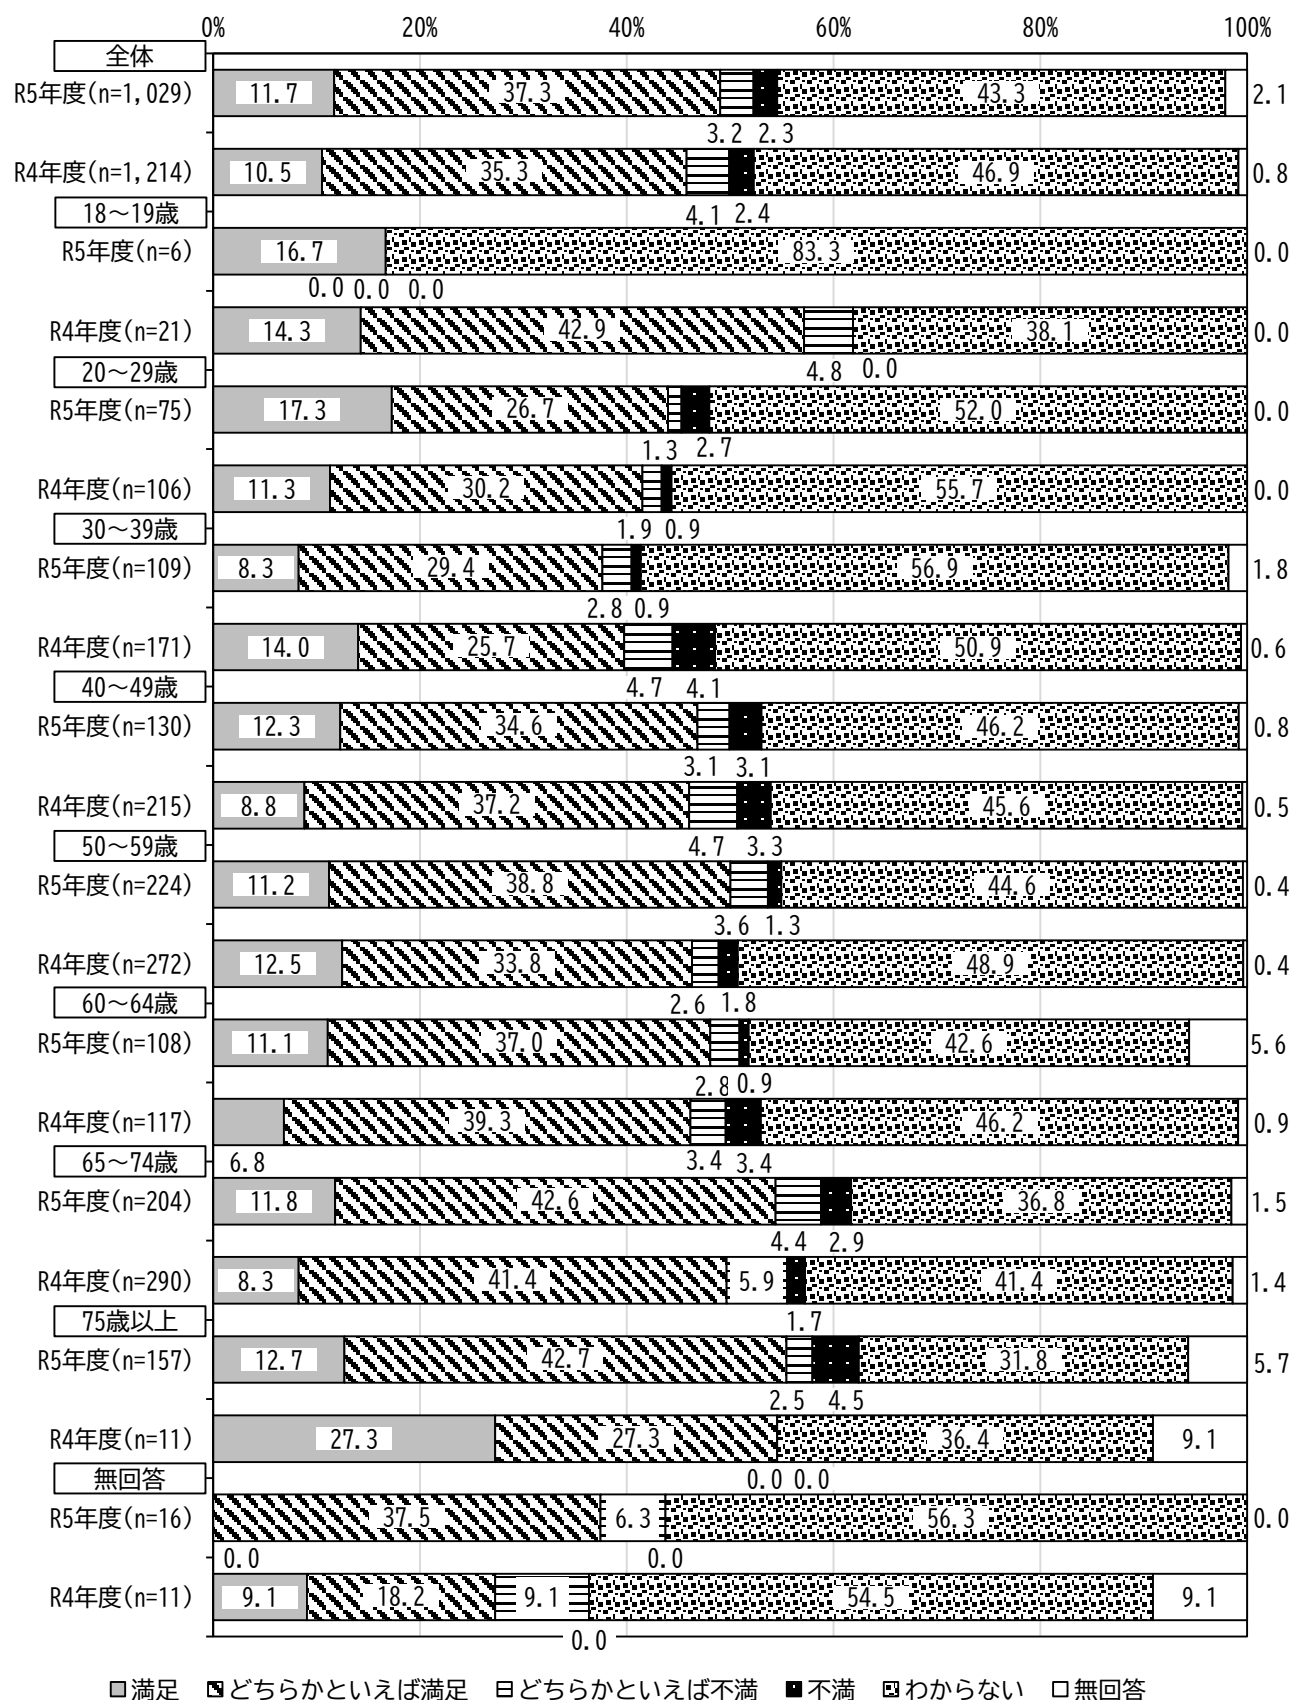 0% 20% 40% 60% 80% 100%
全体
R5年度(n=1,029) 11.7 37.3 43.3 2.1
3.2 2.3
R4年度(n=1,214) 10.5 35.3 46.9 0.8
18～19歳 4.1 2.4
R5年度(n=6) 16.7 83.3 0.0
0.0 0.0 0.0
R4年度(n=21) 14.3 42.9 38.1 0.0
20～29歳 4.8 0.0
R5年度(n=75) 17.3 26.7 52.0 0.0
1.3 2.7
R4年度(n=106) 11.3 30.2 55.7 0.0
30～39歳 1.9 0.9
R5年度(n=109) 8.3 29.4 56.9 1.8
2.8 0.9
R4年度(n=171) 14.0 25.7 50.9 0.6
40～49歳 4.7 4.1
R5年度(n=130) 12.3 34.6 46.2 0.8
3.1 3.1
R4年度(n=215) 8.8 37.2 45.6 0.5
50～59歳 4.7 3.3
R5年度(n=224) 11.2 38.8 44.6 0.4
3.6 1.3
R4年度(n=272) 12.5 33.8 48.9 0.4
60～64歳 2.6 1.8
R5年度(n=108) 11.1 37.0 42.6 5.6
2.8 0.9
R4年度(n=117) 39.3 46.2 0.9
65～74歳 6.8 3.4 3.4
R5年度(n=204) 11.8 42.6 36.8 1.5
4.4 2.9
R4年度(n=290) 8.3 41.4 5.9 41.4 1.4
75歳以上 1.7
R5年度(n=157) 12.7 42.7 31.8 5.7
2.5 4.5
R4年度(n=11) 27.3 27.3 36.4 9.1
無回答 0.0 0.0
R5年度(n=16) 37.5 6.3 56.3 0.0
0.0 0.0
R4年度(n=11) 9.1 18.2 9.1 54.5 9.1
0.0
満足 どちらかといえば満足 どちらかといえば不満 不満 わからない 無回答